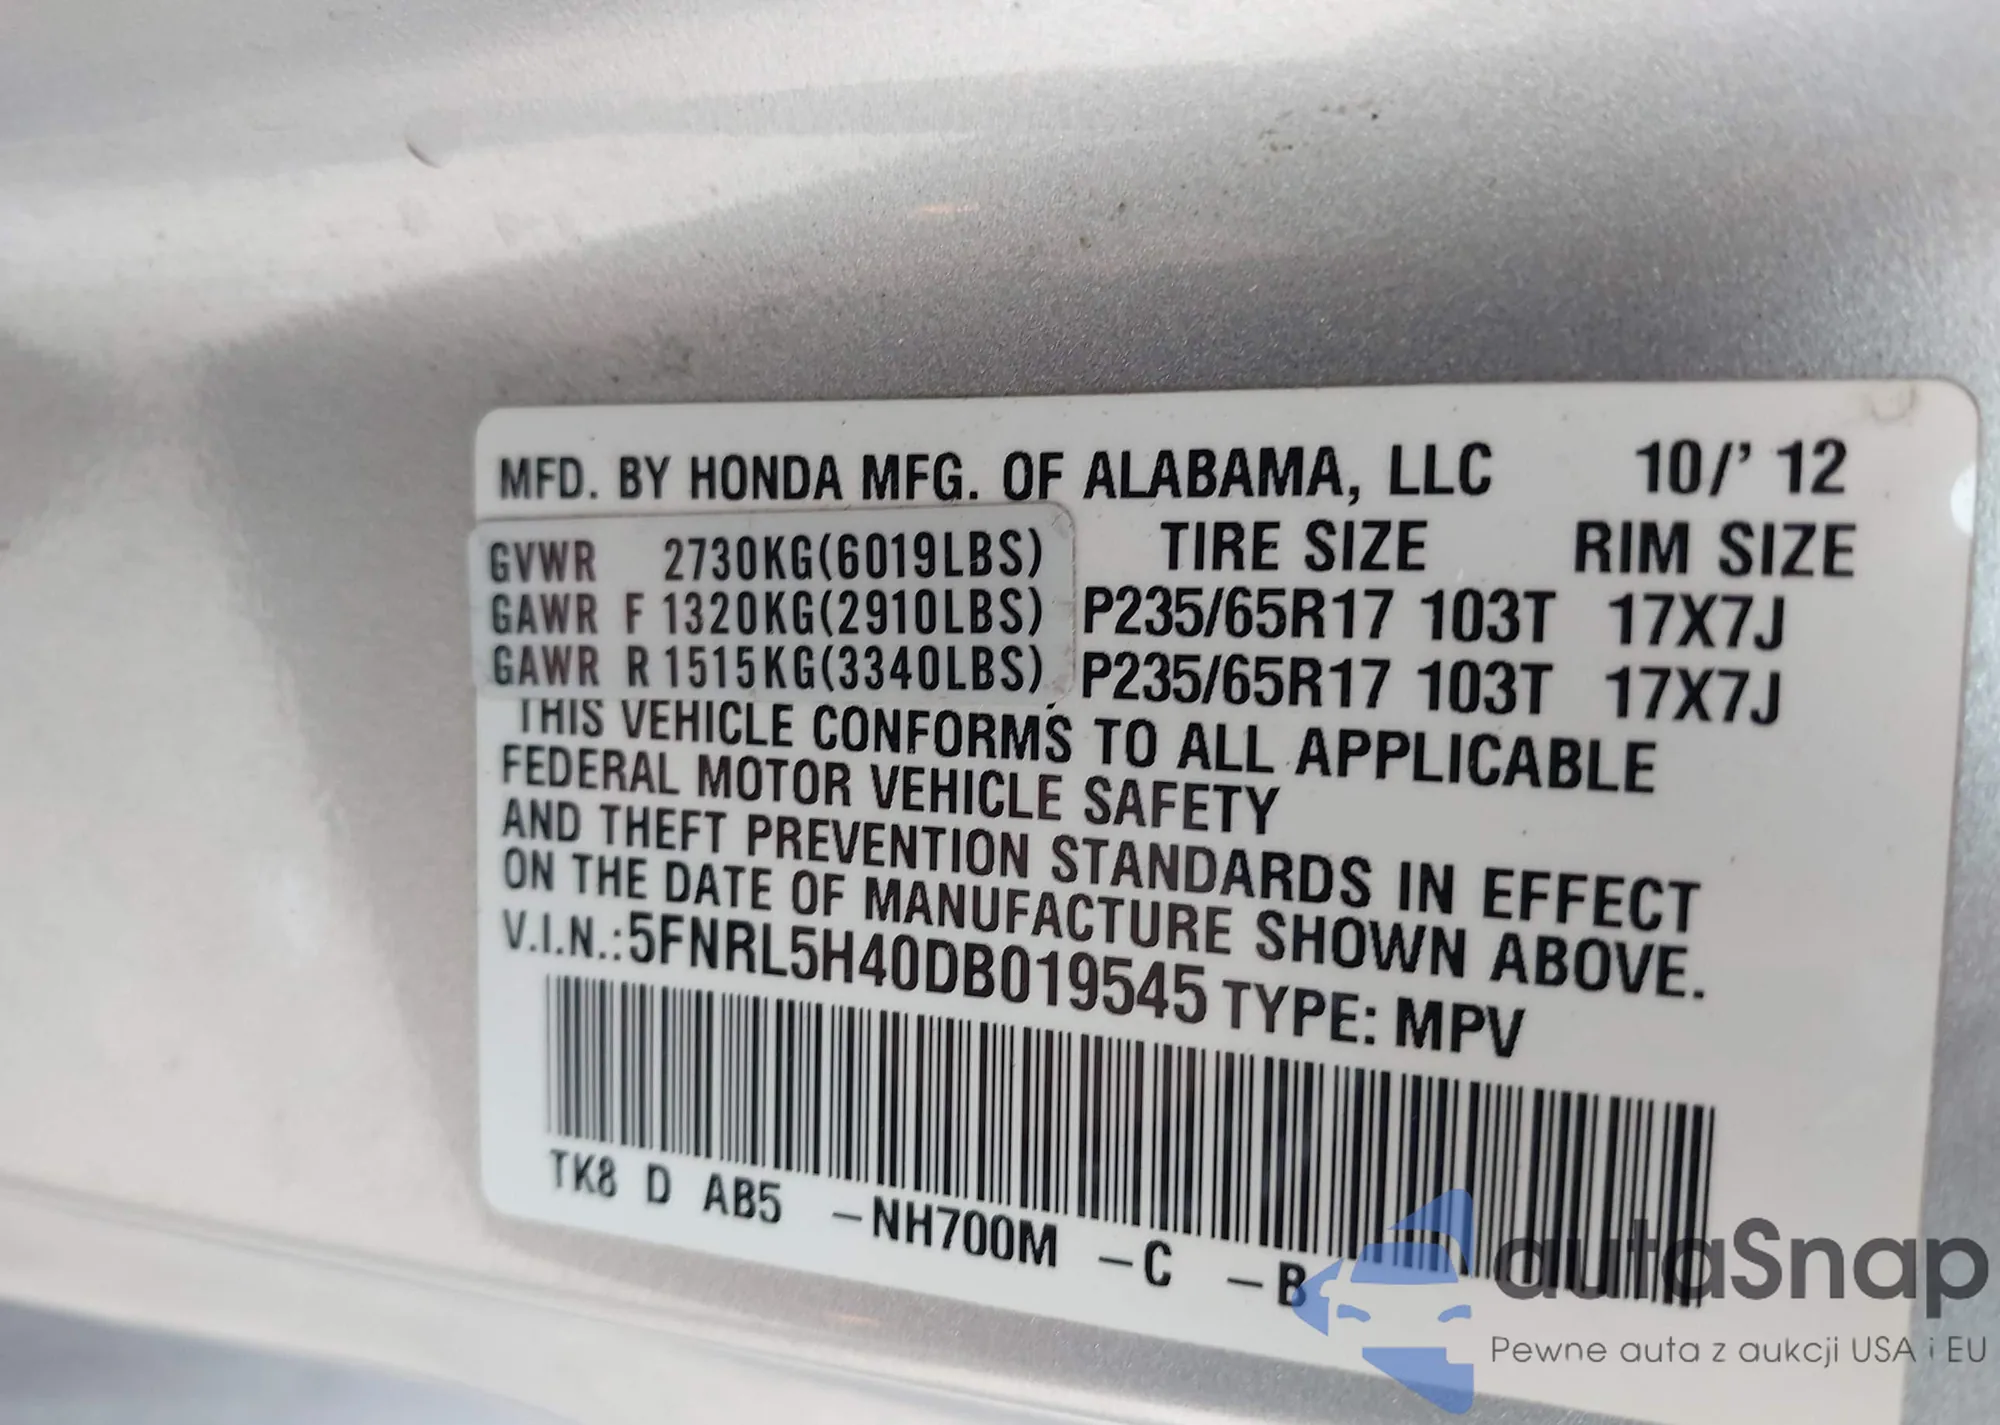 MFD. BY HONDA MFG. OF ALABAMA, LLC 10/' 12
TIRE SIZE RIM SIZE
GVWR 2730KG(6019LBS)
GAWR F 1320KG(2910LBS) P235/65R17 103T 17X7J
GAWR R 1515KG(3340LBS) P235/65R17 103T 17X7J
THIS VEHICLE CONFORMS TO ALL APPLICABLE
FEDERAL MOTOR VEHICLE SAFETY
AND THEFT PREVENTION STANDARDS IN EFFECT
ON THE DATE OF MANUFACTURE SHOWN ABOVE.
V.I.N.:5FNRL5H40DB019545 TYPE: MPV
TK8 D AB5 –NH700M –C –B
autaSnap
Pewne auta z aukcji USA i EU